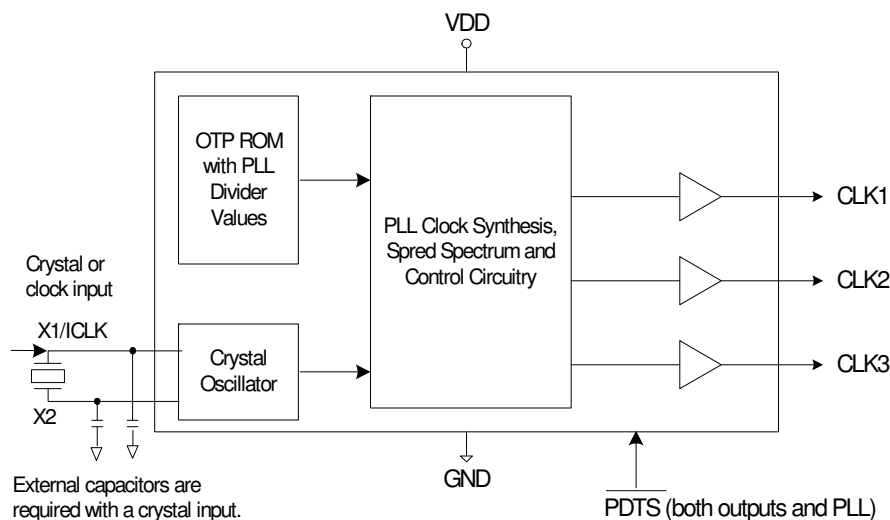 VDD
OTP ROM
with PLL
Divider
Values
PLL Clock Synthesis,
Spred Spectrum and
Control Circuitry
CLK1
CLK2
CLK3
Crystal or
clock input
X1/ICLK
X2
Crystal
Oscillator
External capacitors are
required with a crystal input.
GND
PDTS (both outputs and PLL)